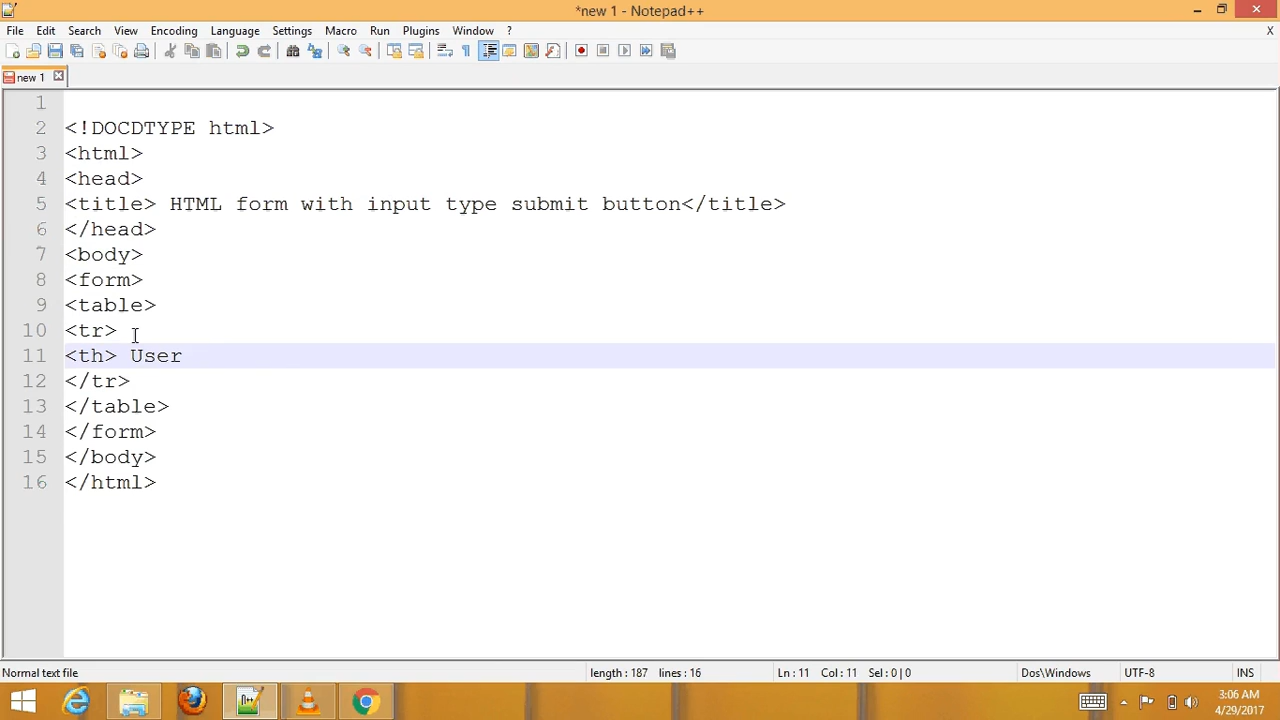 *new 1 - Notepad++
File Edit Search View Encoding Language Settings Macro Run Plugins Window ? X
new 1
1
2 <!DOCDTYPE html>
3 <html>
4 <head>
5 <title> HTML form with input type submit button</title>
6 </head>
7 <body>
8 <form>
9 <table>
10 <tr>
11 <th> User
12 </tr>
13 </table>
14 </form>
15 </body>
16 </html>
Normal text file length : 187 lines : 16 Ln : 11 Col : 11 Sel : 0 | 0 Dos\Windows UTF-8 INS
3:06 AM
4/29/2017